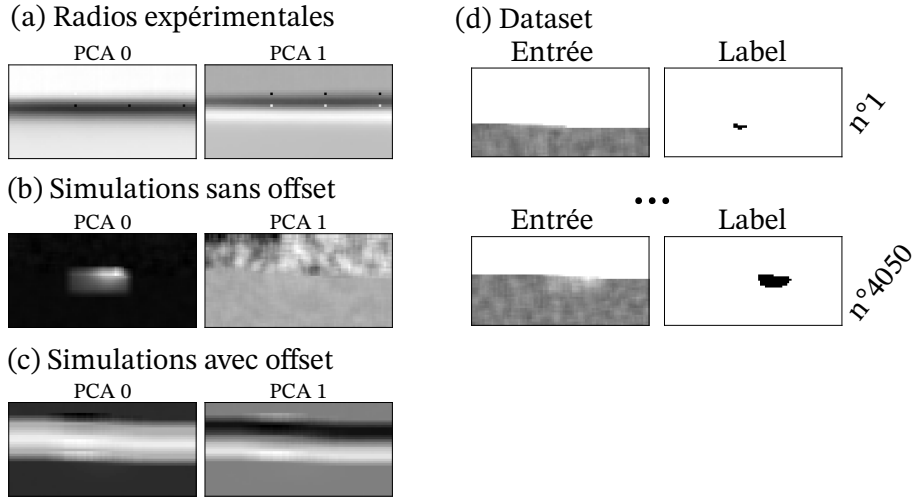 (a) Radios expérimentales
PCA 0 PCA 1
(b) Simulations sans offset
PCA 0 PCA 1
(c) Simulations avec offset
PCA 0 PCA 1
(d) Dataset
Entrée Label
n°1
...
Entrée Label
n°4050